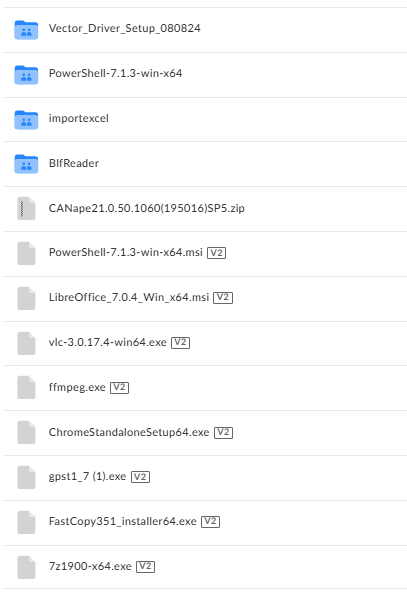 Vector_Driver_Setup_080824
PowerShell-7.1.3-win-x64
importexcel
BlfReader
CANape21.0.50.1060(195016)SP5.zip
PowerShell-7.1.3-win-x64.msi V2
LibreOffice_7.0.4_Win_x64.msi V2
vlc-3.0.17.4-win64.exe V2
ffmpeg.exe V2
ChromeStandaloneSetup64.exe V2
gpst1_7 (1).exe V2
FastCopy351_installer64.exe V2
7z1900-x64.exe V2